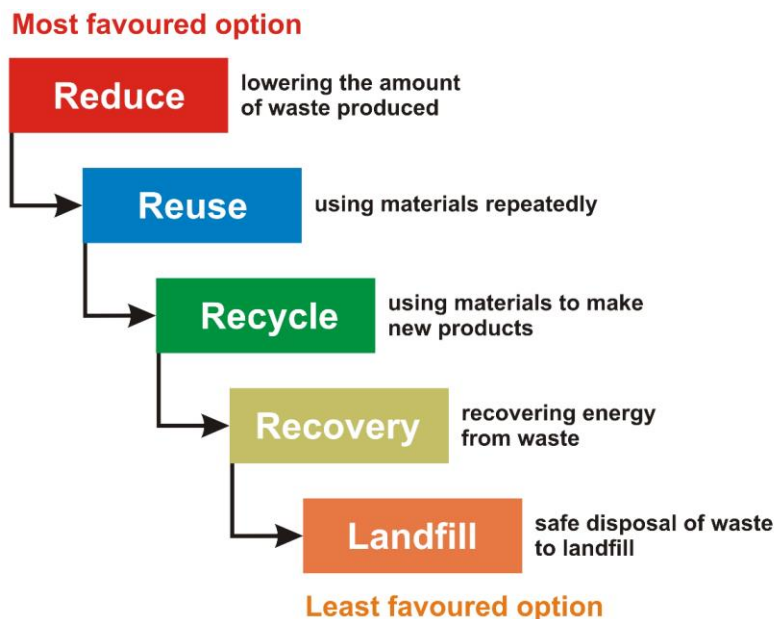 Most favoured option
Reduce
lowering the amount
of waste produced
Reuse
using materials repeatedly
Recycle
using materials to make
new products
Recovery
recovering energy
from waste
Landfill
safe disposal of waste
to landfill
Least favoured option